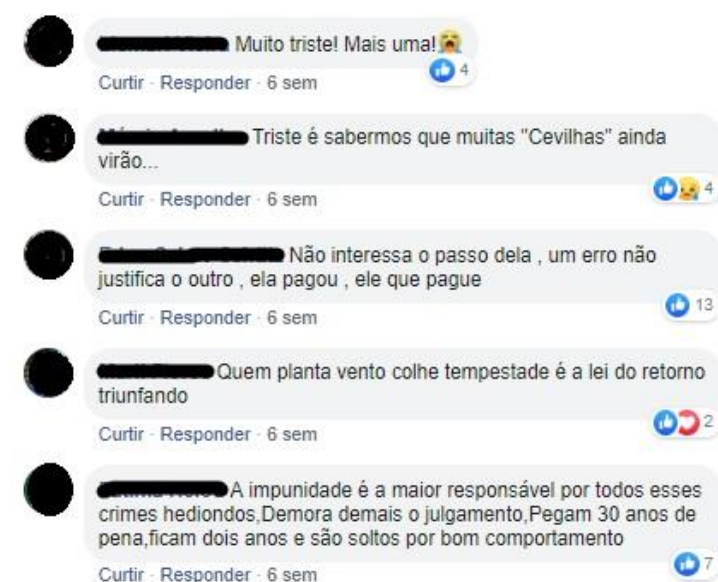 Muito triste! Mais uma!
4
Curtir · Responder · 6 sem
Triste é sabermos que muitas "Cevilhas" ainda
virão...
4
Curtir · Responder · 6 sem
Não interessa o passo dela , um erro não
justifica o outro , ela pagou , ele que pague
13
Curtir · Responder · 6 sem
Quem planta vento colhe tempestade é a lei do retorno
triunfando
2
Curtir · Responder · 6 sem
A impunidade é a maior responsável por todos esses
crimes hediondos,Demora demais o julgamento,Pegam 30 anos de
pena,ficam dois anos e são soltos por bom comportamento
7
Curtir · Responder · 6 sem